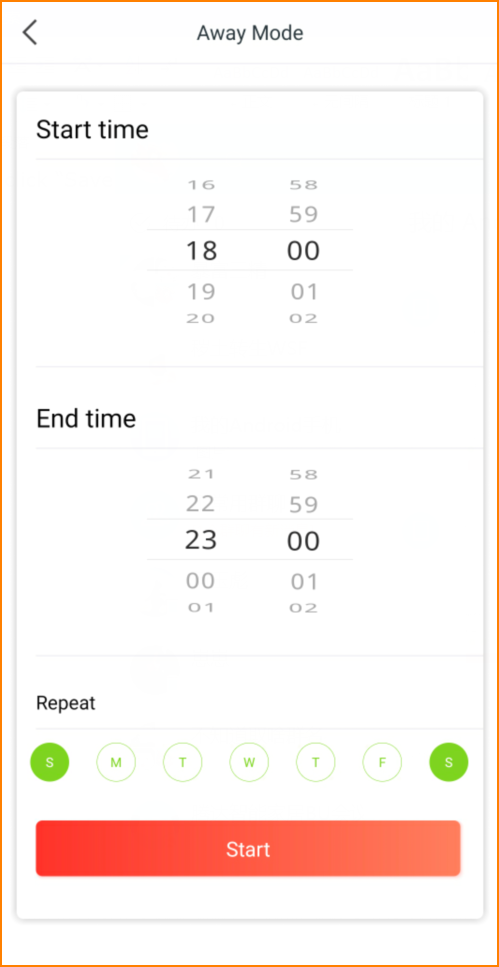 Away Mode
Start time
16 58
17 59
18 00
19 01
20 02
End time
21 58
22 59
23 00
00 01
01 02
Repeat
S M T W T F S
Start